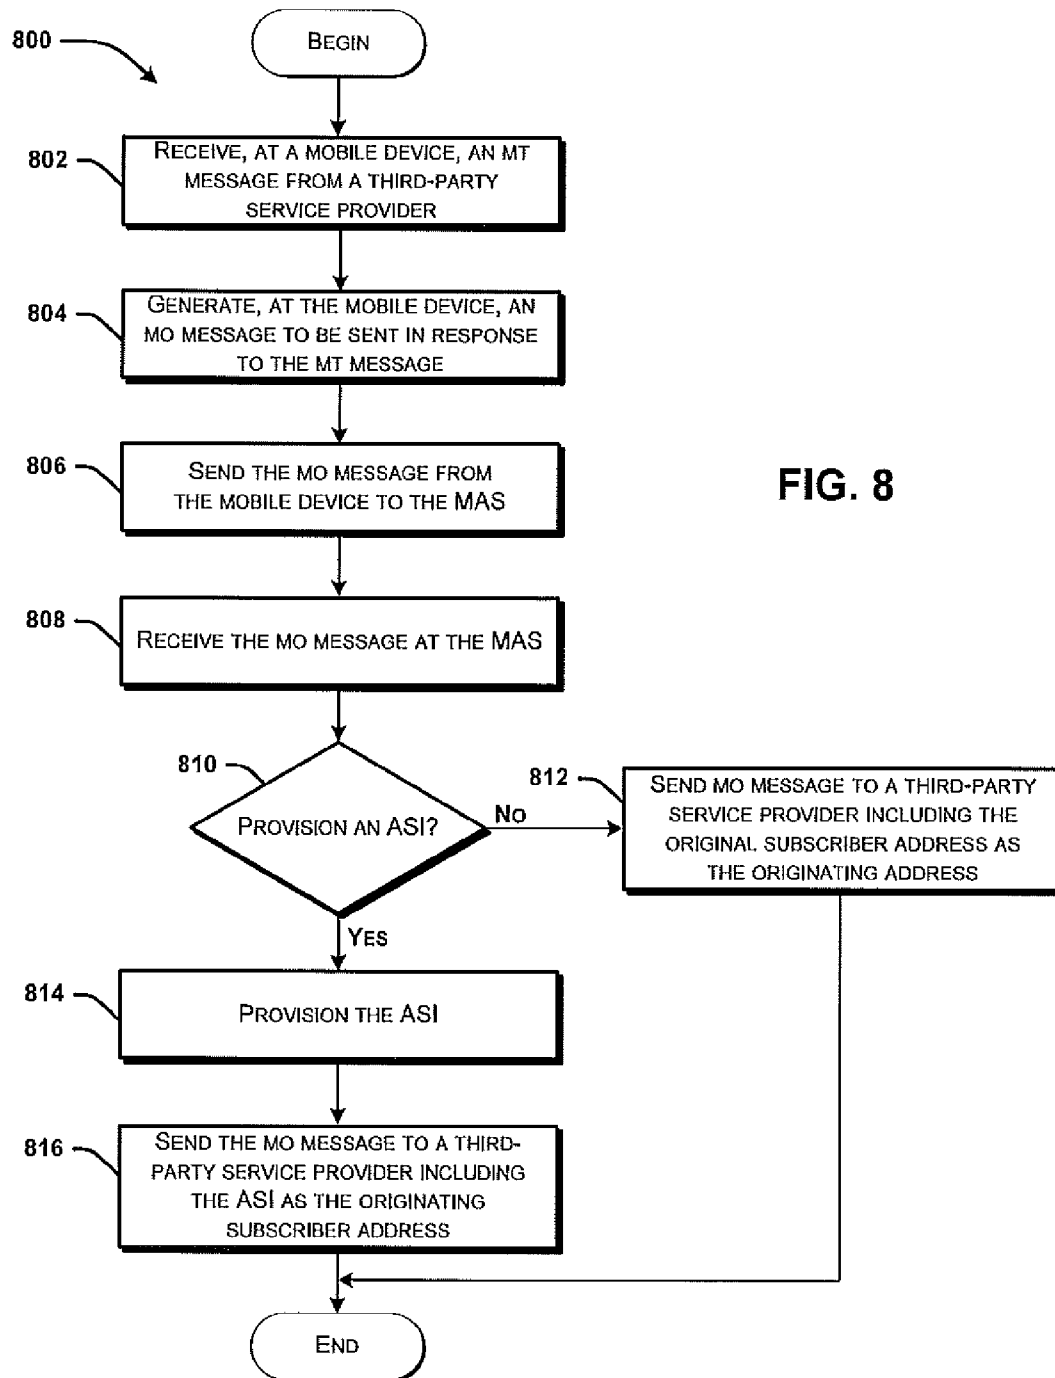 800
BEGIN
802
RECEIVE, AT A MOBILE DEVICE, AN MT
MESSAGE FROM A THIRD-PARTY
SERVICE PROVIDER
804
GENERATE, AT THE MOBILE DEVICE, AN
MO MESSAGE TO BE SENT IN RESPONSE
TO THE MT MESSAGE
806
SEND THE MO MESSAGE FROM
THE MOBILE DEVICE TO THE MAS
FIG. 8
808
RECEIVE THE MO MESSAGE AT THE MAS
810
PROVISION AN ASI?
NO
812
SEND MO MESSAGE TO A THIRD-PARTY
SERVICE PROVIDER INCLUDING THE
ORIGINAL SUBSCRIBER ADDRESS AS
THE ORIGINATING ADDRESS
YES
814
PROVISION THE ASI
816
SEND THE MO MESSAGE TO A THIRD-
PARTY SERVICE PROVIDER INCLUDING
THE ASI AS THE ORIGINATING
SUBSCRIBER ADDRESS
END